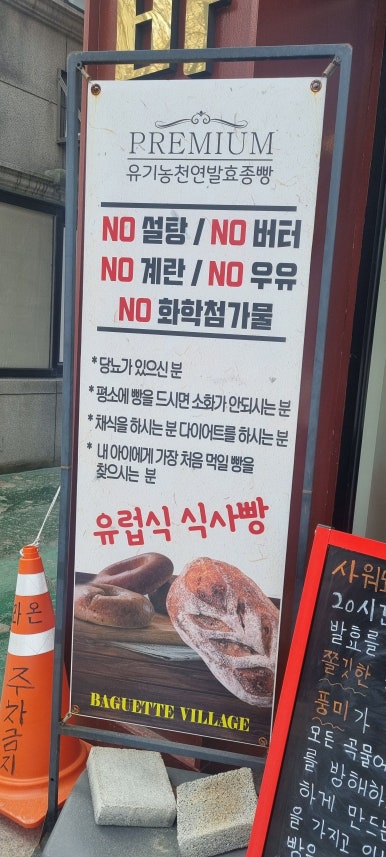 PREMIUM
유기농천연발효종빵
NO 설탕 / NO 버터
NO 계란 / NO 우유
NO 화학첨가물
* 당뇨가 있으신 분
* 평소에 빵을 드시면 소화가 안되시는 분
* 채식을 하시는 분 다이어트를 하시는 분
* 내 아이에게 가장 처음 먹일 빵을
찾으시는 분
유럽식 식사빵
BAGUETTE VILLAGE
주차금지
사워
20시간
발효를
쫄깃한
풍미가
모든 곡물
를 방해하
하게 만드는
을 가지고